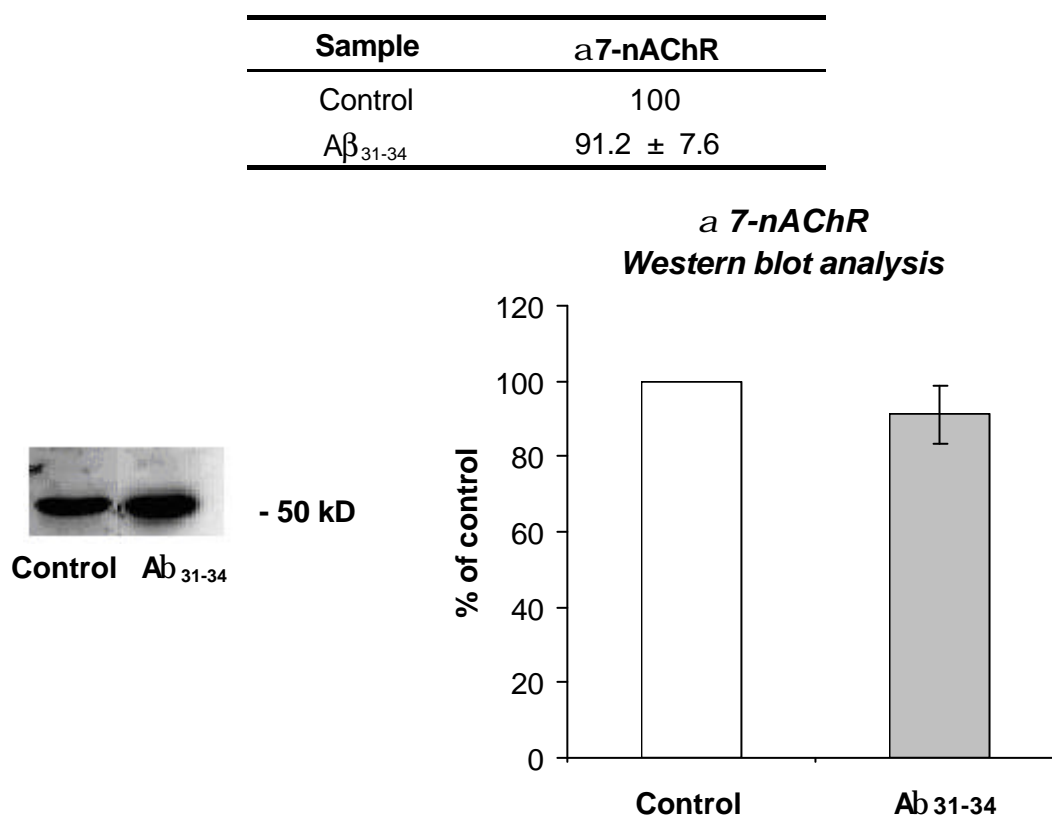 Sample a7-nAChR
Control 100
Aβ31-34 91.2 ± 7.6
a 7-nAChR
Western blot analysis
120
100
80
60
40
20
0
% of control
- 50 kD
Control Ab 31-34
Control Ab 31-34